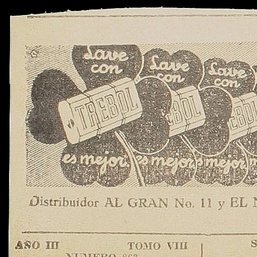 Lave Lave Lave
con con con
TREBOL
es mejor es mejor es mejor
Distribuidor AL GRAN No. 11 y EL
AÑO III TOMO VIII
NUMERO